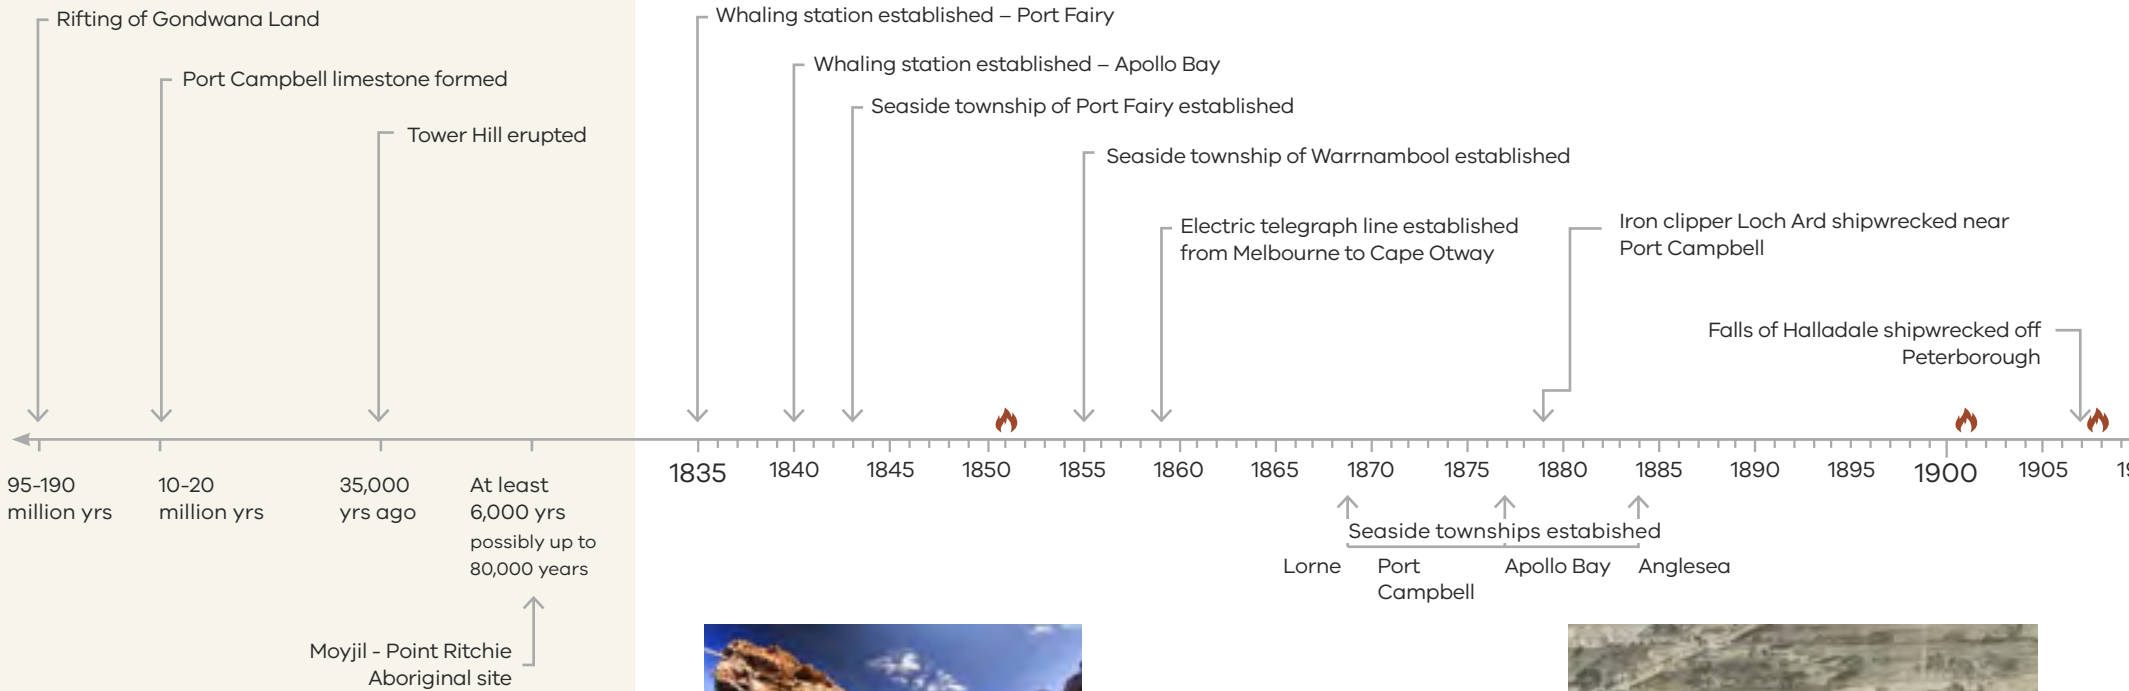 Rifting of Gondwana Land
Port Campbell limestone formed
Tower Hill erupted
Whaling station established – Port Fairy
Whaling station established – Apollo Bay
Seaside township of Port Fairy established
Seaside township of Warrnambool established
Electric telegraph line established
from Melbourne to Cape Otway
Iron clipper Loch Ard shipwrecked near
Port Campbell
Falls of Halladale shipwrecked off
Peterborough
95-190
million yrs
10-20
million yrs
35,000
yrs ago
At least
6,000 yrs
possibly up to
80,000 years
Moyjil - Point Ritchie
Aboriginal site
1835 1840 1845 1850 1855 1860 1865 1870 1875 1880 1885 1890 1895 1900 1905
Seaside townships estabished
Lorne
Port
Campbell
Apollo Bay
Anglesea